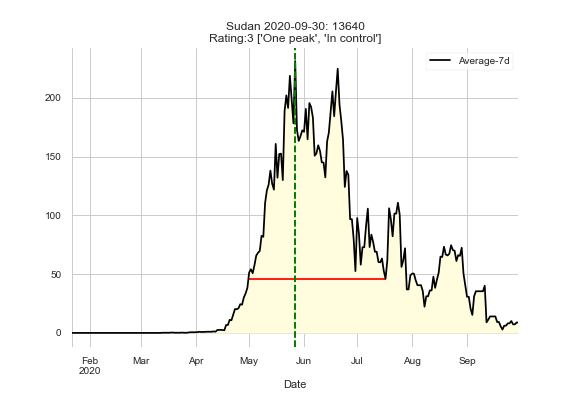 Sudan 2020-09-30: 13640
Rating:3 ['One peak', 'In control']
Average-7d
200
150
100
50
0
Feb Mar Apr May Jun Jul Aug Sep
2020
Date